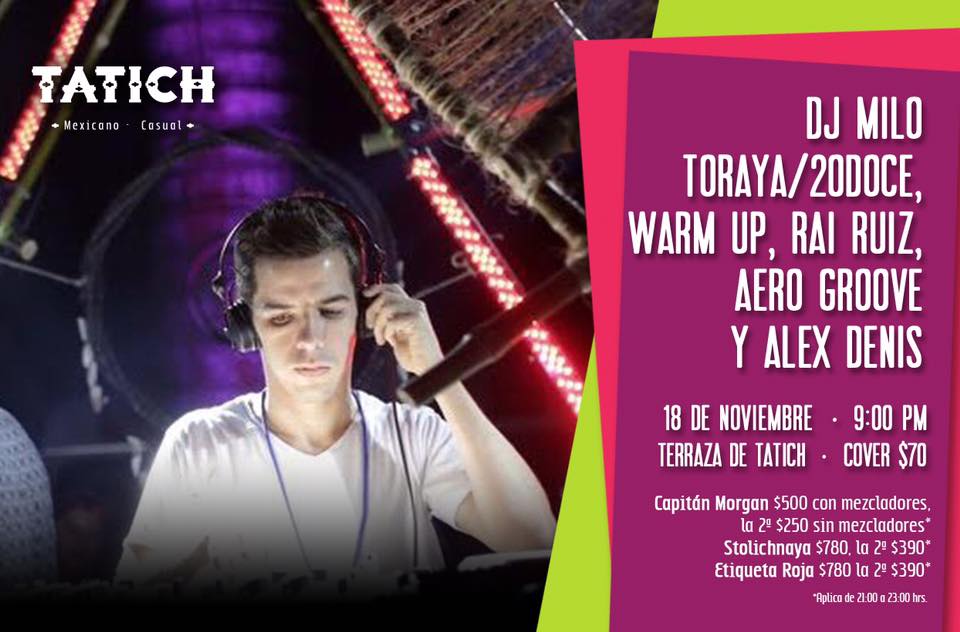 TATICH
Mexicano · Casual
DJ MILO
TORAYA/20DOCE,
WARM UP, RAI RUIZ,
AERO GROOVE
Y ALEX DENIS
18 DE NOVIEMBRE · 9:00 PM
TERRAZA DE TATICH · COVER $70
Capitán Morgan $500 con mezcladores,
la 2ª $250 sin mezcladores*
Stolichnaya $780, la 2ª $390*
Etiqueta Roja $780 la 2ª $390*
*Aplica de 21:00 a 23:00 hrs.